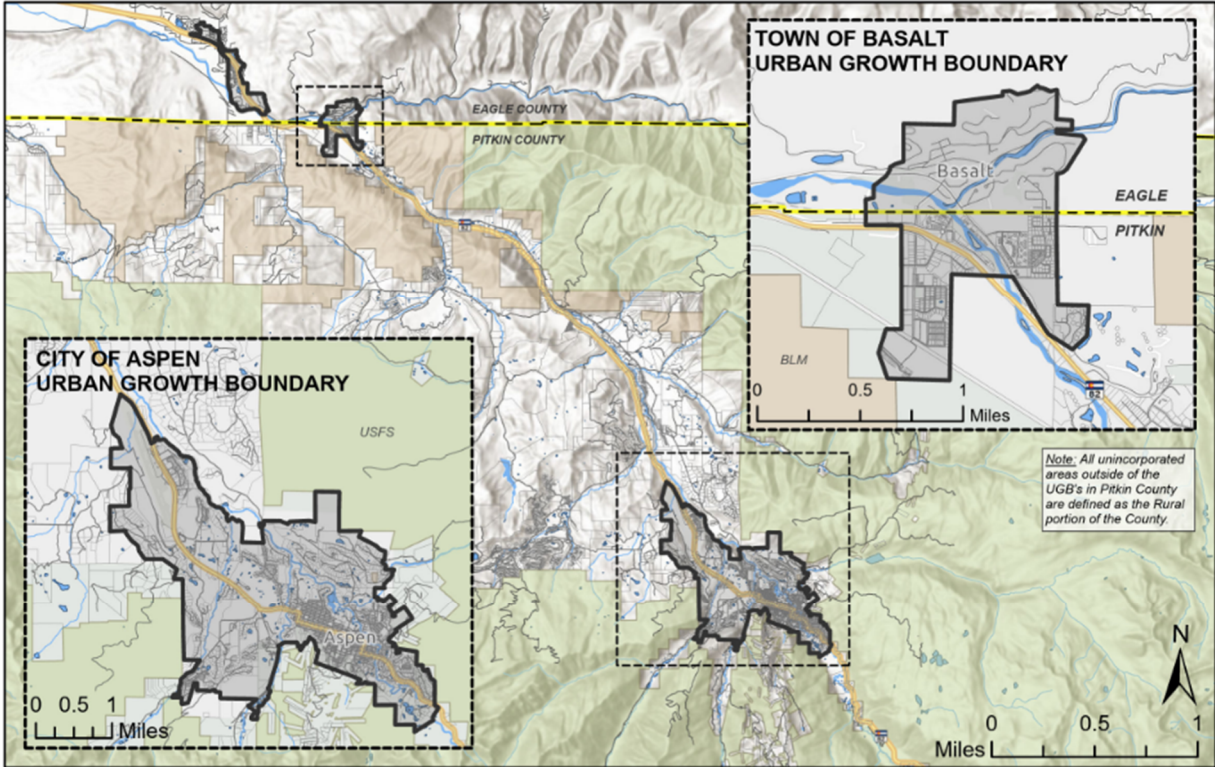 TOWN OF BASALT
URBAN GROWTH BOUNDARY
EAGLE COUNTY
PITKIN COUNTY
Basalt
EAGLE
PITKIN
BLM
82
0 0.5 1
Miles
CITY OF ASPEN
URBAN GROWTH BOUNDARY
USFS
Aspen
0 0.5 1
Miles
Note: All unincorporated
areas outside of the
UGB's in Pitkin County
are defined as the Rural
portion of the County.
N
0 0.5 1
Miles